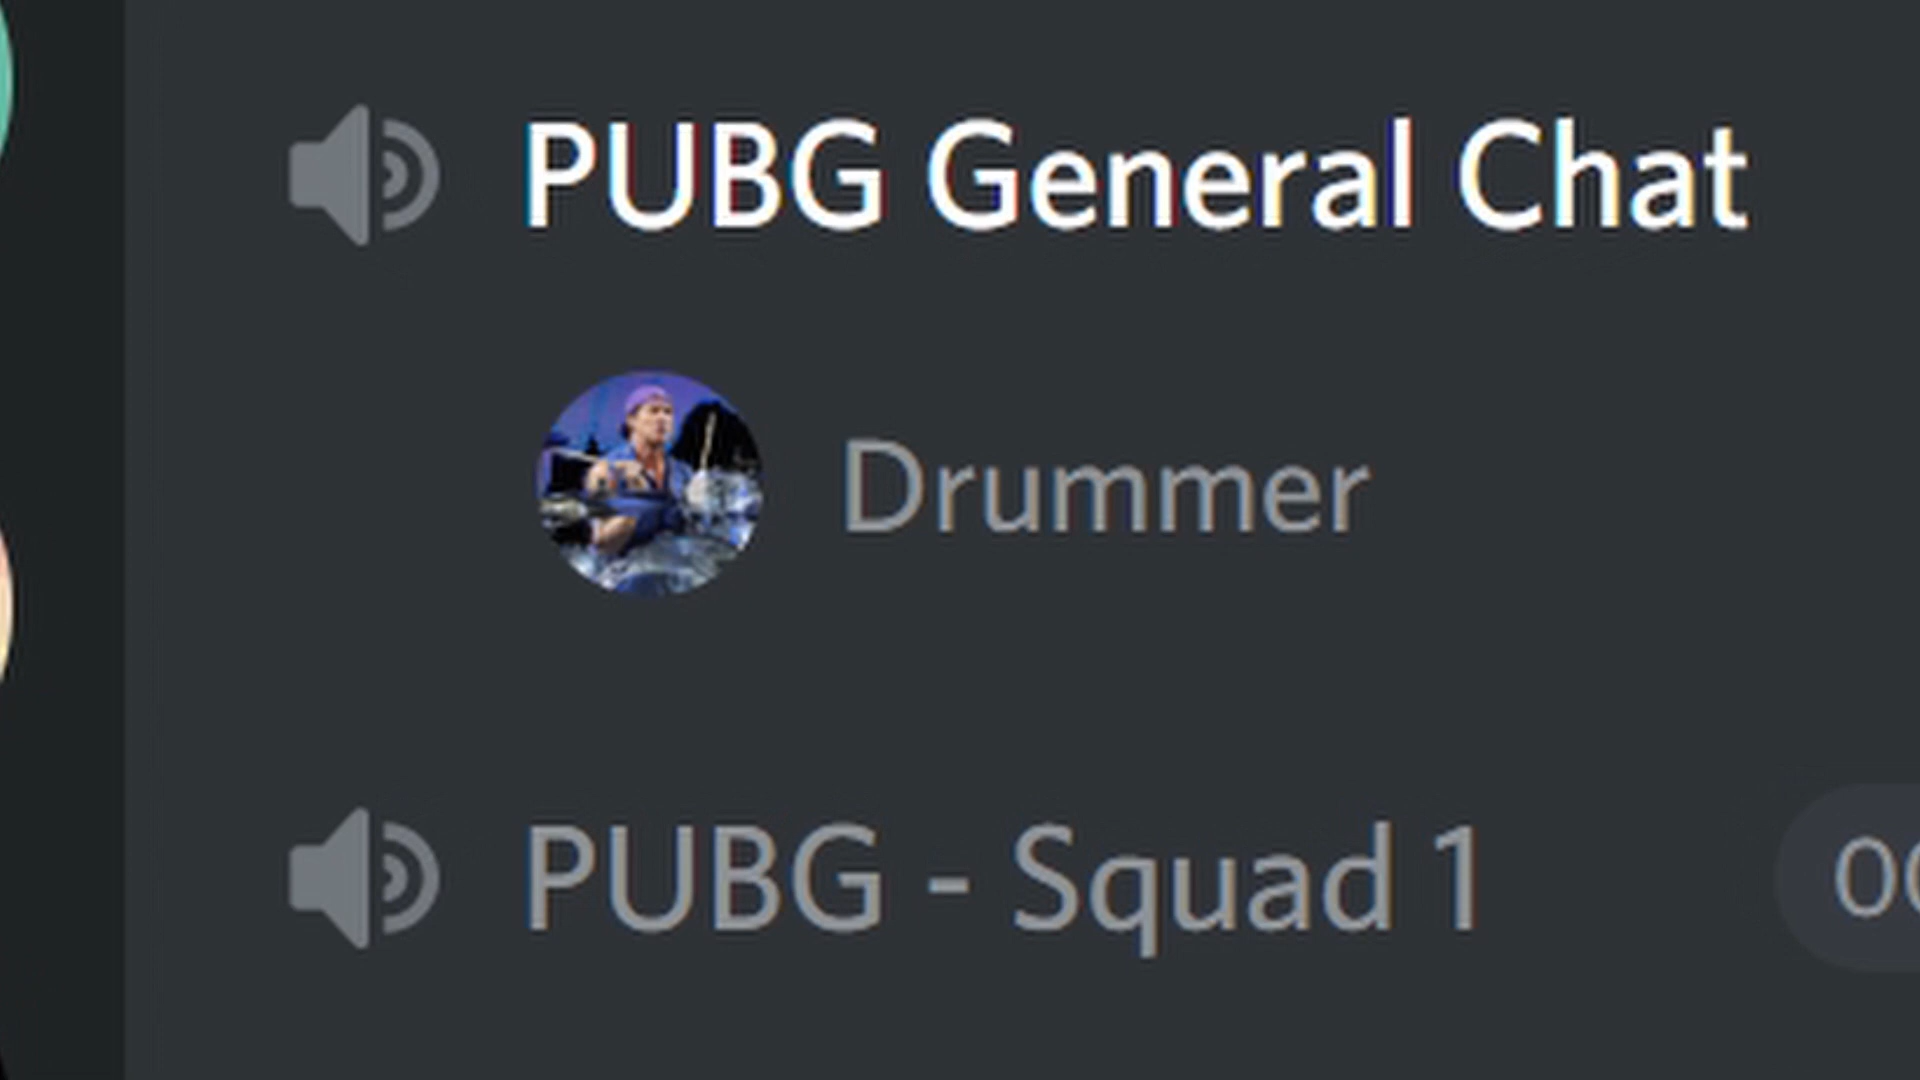 PUBG General Chat
Drummer
PUBG - Squad 1